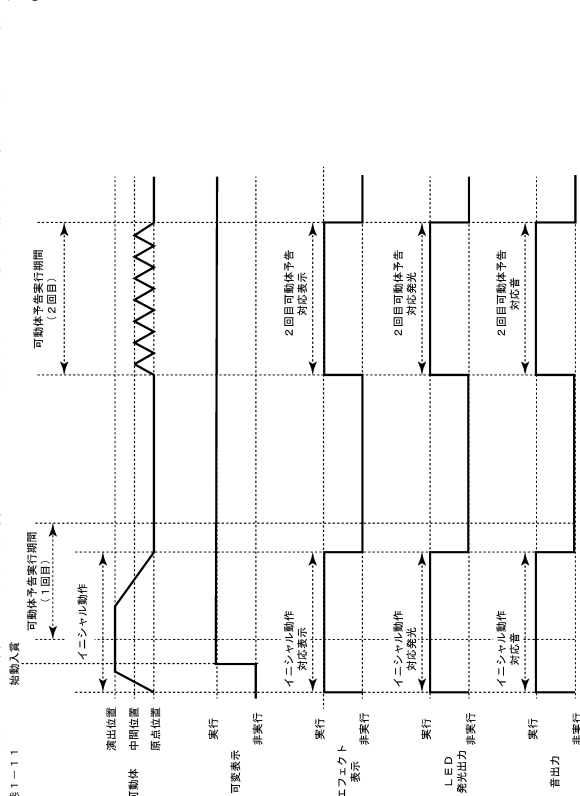 １－１１
始動入賞
可動体予告実行期間
（１回目）
可動体予告実行期間
（２回目）
イニシャル動作
可動体
演出位置
中間位置
原点位置
可変表示
実行
非実行
エフェクト
表示
実行
非実行
イニシャル動作
対応表示
２回目可動体予告
対応表示
ＬＥＤ
発光出力
実行
非実行
イニシャル動作
対応発光
２回目可動体予告
対応発光
音出力
実行
非実行
イニシャル動作
対応音
２回目可動体予告
対応音